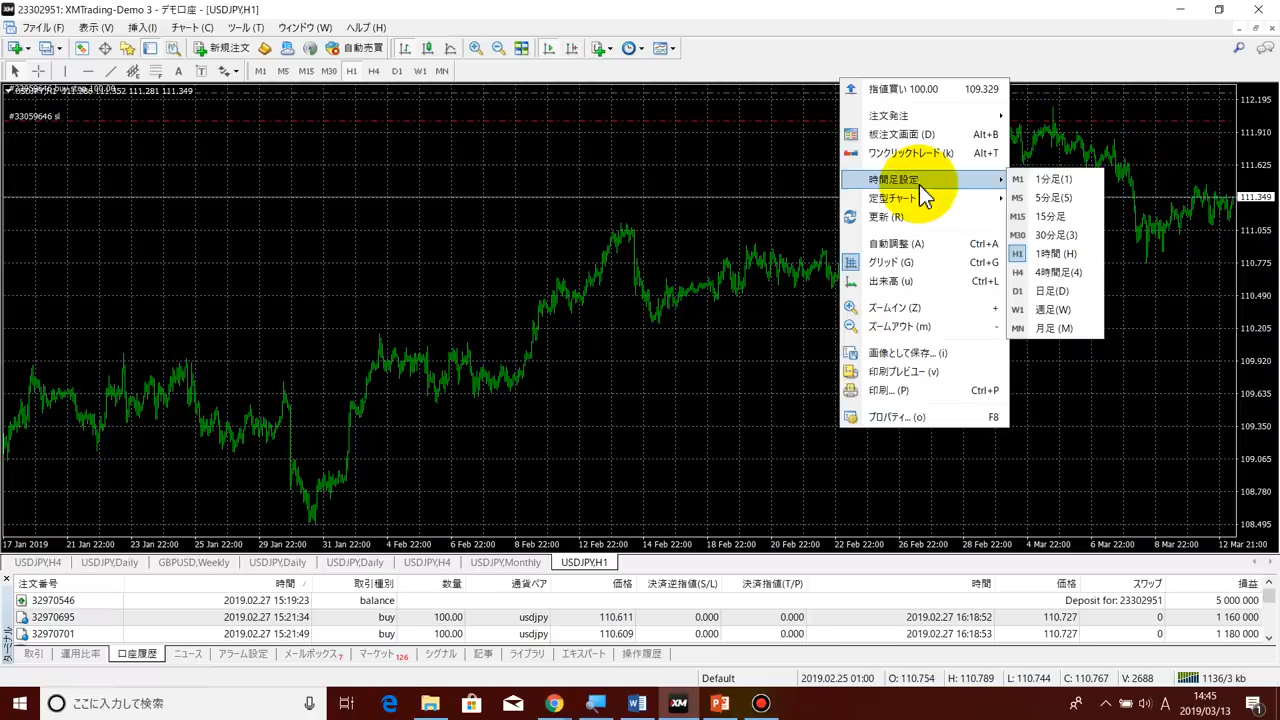 23302951: XMTrading-Demo 3 - デモ口座 - [USDJPY,H1]
ファイル (F) 表示 (V) 挿入(I) チャート (C) ツール (T) ウィンドウ (W) ヘルプ (H)
新規注文 自動売買
A T M1 M5 M15 M30 H1 H4 D1 W1 MN
111.352 111.281 111.349
#33059646 sl
指値買い 100.00 109.329
注文発注
板注文画面 (D) Alt+B
ワンクリックトレード (k) Alt+T
時間足設定
定型チャート
更新 (R)
自動調整 (A) Ctrl+A
グリッド (G) Ctrl+G
出来高 (u) Ctrl+L
ズームイン (Z) +
ズームアウト (m) -
画像として保存... (i)
印刷プレビュー (v)
印刷... (P) Ctrl+P
プロパティ... (o) F8
M1 1分足(1)
M5 5分足(5)
M15 15分足
M30 30分足(3)
H1 1時間 (H)
H4 4時間足(4)
D1 日足(D)
W1 週足(W)
MN 月足 (M)
112.195
111.910
111.625
111.349
111.055
110.775
110.490
110.205
109.920
109.635
109.350
109.065
108.780
108.495
17 Jan 2019 21 Jan 22:00 23 Jan 22:00 25 Jan 22:00 29 Jan 22:00 31 Jan 22:00 4 Feb 22:00 6 Feb 22:00 8 Feb 22:00 12 Feb 22:00 14 Feb 22:00 18 Feb 22:00 20 Feb 22:00 22 Feb 22:00 26 Feb 22:00 28 Feb 22:00 4 Mar 22:00 6 Mar 22:00 8 Mar 22:00 12 Mar 21:00
USDJPY,H4 USDJPY,Daily GBPUSD,Weekly USDJPY,Daily USDJPY,Daily USDJPY,H4 USDJPY,Monthly USDJPY,H1
注文番号 時間 取引種別 数量 通貨ペア 価格 決済逆指値(S/L) 決済指値(T/P) 時間 価格 スワップ 損益
32970546 2019.02.27 15:19:23 balance Deposit for: 23302951 5 000 000
32970695 2019.02.27 15:21:34 buy 100.00 usdjpy 110.611 0.000 0.000 2019.02.27 16:18:52 110.727 0 1 160 000
32970701 2019.02.27 15:21:49 buy 100.00 usdjpy 110.609 0.000 0.000 2019.02.27 16:18:53 110.727 0 1 180 000
ターミナル
取引 運用比率 口座履歴 ニュース アラーム設定 メールボックス7 マーケット126 シグナル 記事 ライブラリ エキスパート 操作履歴
Default 2019.02.25 01:00 O: 110.754 H: 110.789 L: 110.744 C: 110.767 V: 2688 1136/3 kb
ここに入力して検索
XM
A
14:45
2019/03/13
1